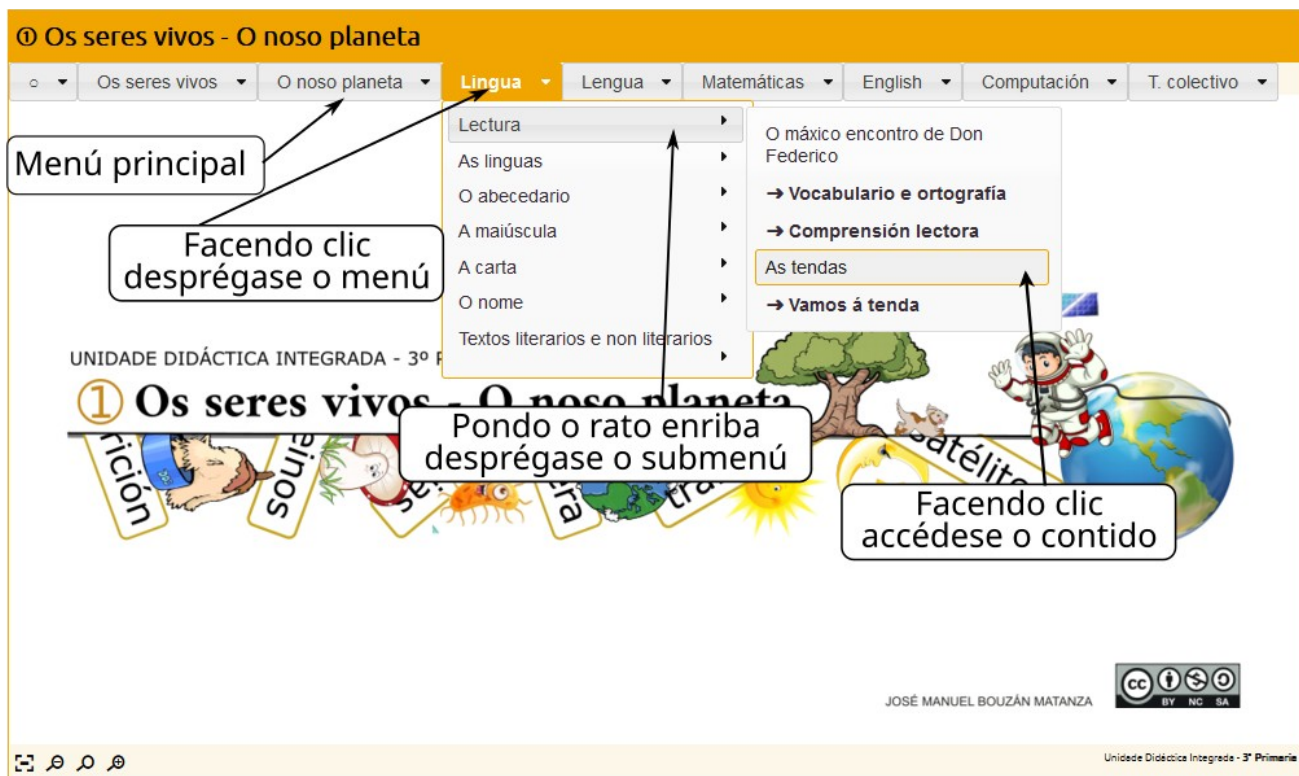 ① Os seres vivos - O noso planeta
Os seres vivos
O noso planeta
Lingua
Lengua
Matemáticas
English
Computación
T. colectivo
Lectura
As linguas
O abecedario
A maiúscula
A carta
O nome
Textos literarios e non literarios
O máxico encontro de Don
Federico
→ Vocabulario e ortografía
→ Comprensión lectora
As tendas
→ Vamos á tenda
Menú principal
Facendo clic
desprégase o menú
UNIDADE DIDÁCTICA INTEGRADA - 3º
① Os seres vivos - O noso planeta
Pondo o rato enriba
desprégase o submenú
Facendo clic
accédese o contido
JOSÉ MANUEL BOUZÁN MATANZA
cc
BY NC SA
Unidade Didáctica Integrada - 3º Primaria